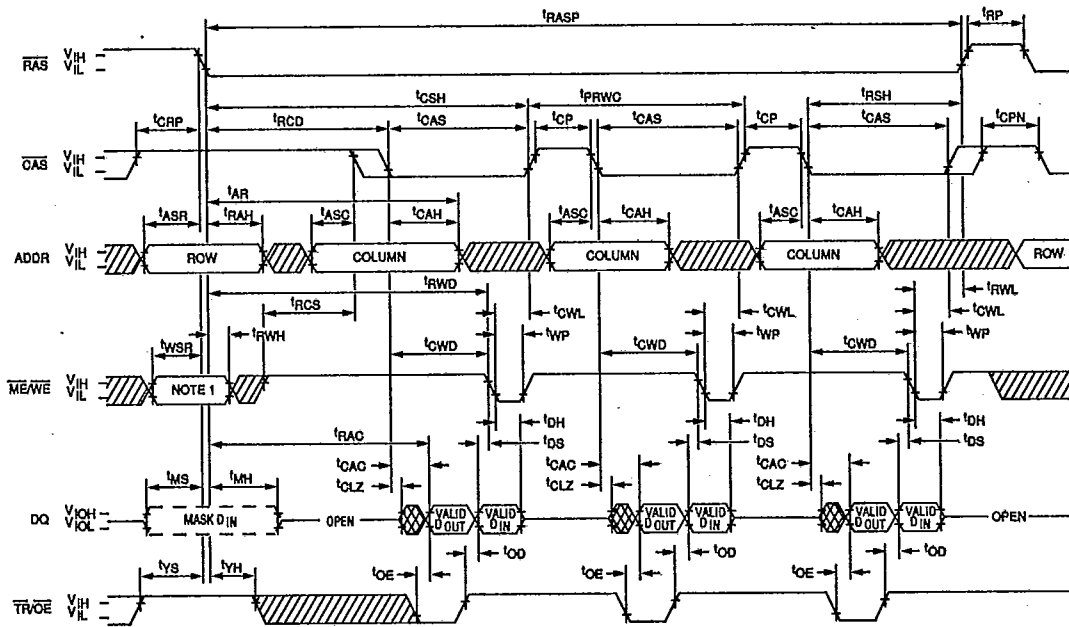 tRASP
tRP
RAS VIH
VIL
tCSH tPRWC tRSH
tCRP tRCD tCAS tCP tCAS tCP tCAS tCPN
CAS VIH
VIL
tAR
tASR tRAH tASC tCAH tASC tCAH tASC tCAH
ADDR VIH
VIL
ROW COLUMN COLUMN COLUMN ROW
tRWD tRWL
tRCS tCWL tCWL tCWL
tWSR tRWH tCWD tWP tCWD tWP tCWD tWP
ME/WE VIH
VIL
NOTE 1
tDH tDH tDH
tRAC tDS tDS tDS
tCAC tCAC tCAC
tMS tMH tCLZ tCLZ tCLZ
DQ VIOH
VIOL
MASK DIN OPEN VALID DOUT VALID DIN VALID DOUT VALID DIN VALID DOUT VALID DIN OPEN
tOD tOD tOD
tYS tYH tOE tOE tOE
TR/OE VIH
VIL